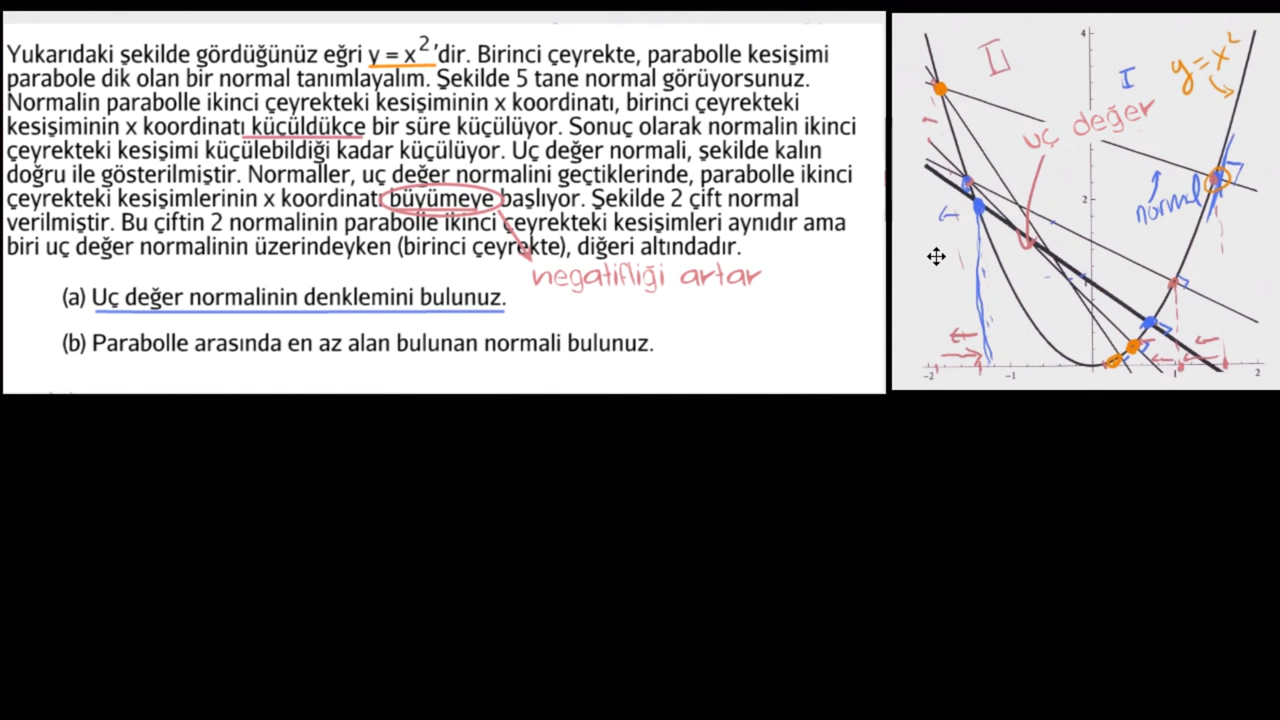 Yukarıdaki şekilde gördüğünüz eğri y = x²'dir. Birinci çeyrekte, parabolle kesişimi
parabole dik olan bir normal tanımlayalım. Şekilde 5 tane normal görüyorsunuz.
Normalin parabolle ikinci çeyrekteki kesişiminin x koordinatı, birinci çeyrekteki
kesişiminin x koordinatı küçüldükçe bir süre küçülüyor. Sonuç olarak normalin ikinci
çeyrekteki kesişimi küçülebildiği kadar küçülüyor. Uç değer normali, şekilde kalın
doğru ile gösterilmiştir. Normaller, uç değer normalini geçtiklerinde, parabolle ikinci
çeyrekteki kesişimlerinin x koordinatı büyümeye başlıyor. Şekilde 2 çift normal
verilmiştir. Bu çiftin 2 normalinin parabolle ikinci çeyrekteki kesişimleri aynıdır ama
biri uç değer normalinin üzerindeyken (birinci çeyrekte), diğeri altındadır.
negatifliği artar
(a) Uç değer normalinin denklemini bulunuz.
(b) Parabolle arasında en az alan bulunan normali bulunuz.
4
II
I
y = x²
uç değer
normal
2
1
-2
-1
1
2